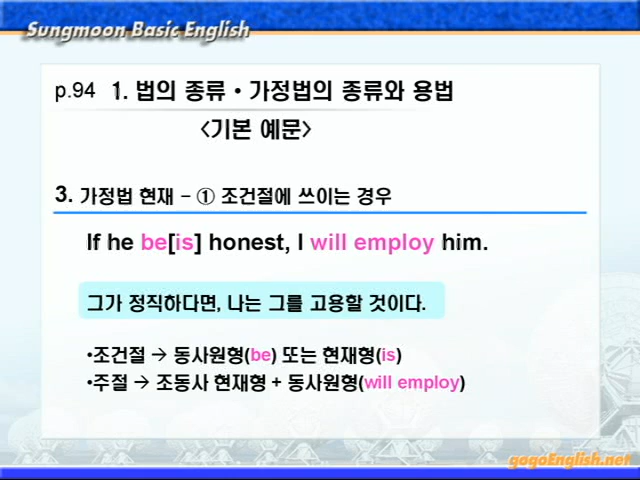 Sungmoon Basic English
p.94 1. 법의 종류 • 가정법의 종류와 용법
<기본 예문>
3. 가정법 현재 – ① 조건절에 쓰이는 경우
If he be[is] honest, I will employ him.
그가 정직하다면, 나는 그를 고용할 것이다.
•조건절 → 동사원형(be) 또는 현재형(is)
•주절 → 조동사 현재형 + 동사원형(will employ)
gogoEnglish.net